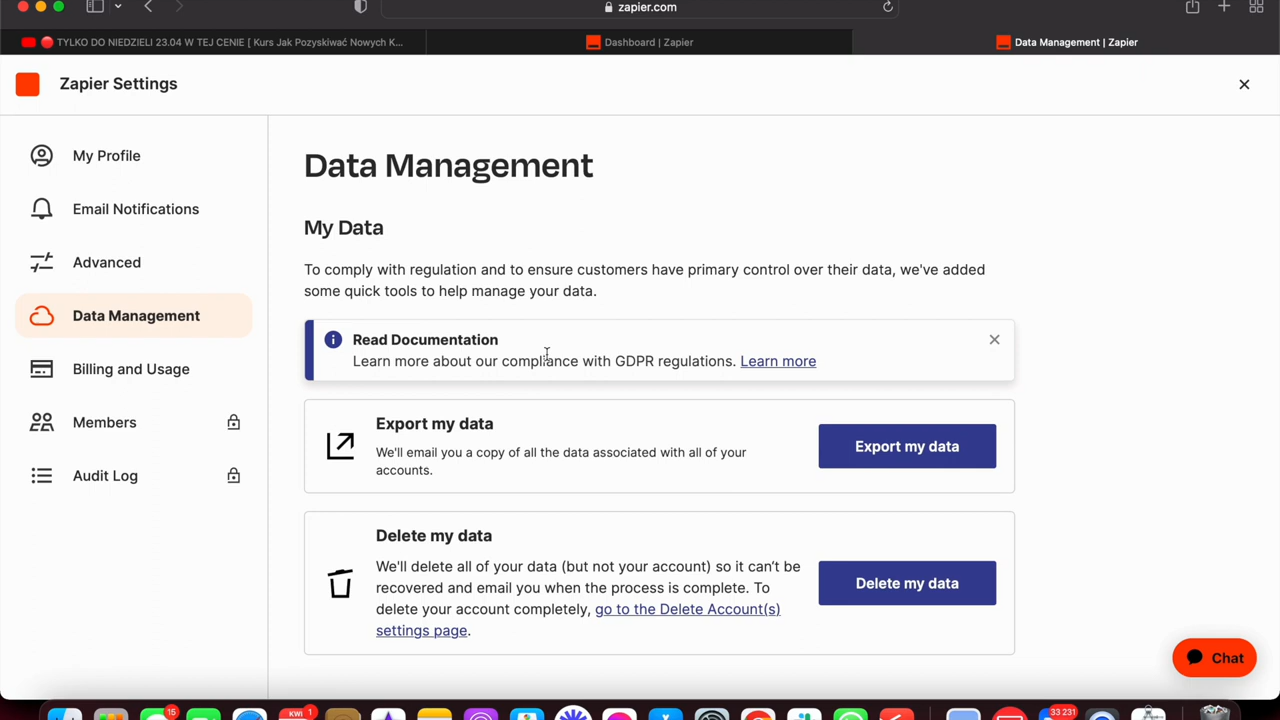 zapier.com
TYLKO DO NIEDZIELI 23.04 W TEJ CENIE [ Kurs Jak Pozyskiwać Nowych K...
Dashboard | Zapier
Data Management | Zapier
Zapier Settings
My Profile
Email Notifications
Advanced
Data Management
Billing and Usage
Members
Audit Log
Data Management
My Data
To comply with regulation and to ensure customers have primary control over their data, we've added
some quick tools to help manage your data.
Read Documentation
Learn more about our compliance with GDPR regulations. Learn more
Export my data
We'll email you a copy of all the data associated with all of your
accounts.
Export my data
Delete my data
We'll delete all of your data (but not your account) so it can't be
recovered and email you when the process is complete. To
delete your account completely, go to the Delete Account(s)
settings page.
Delete my data
Chat
15
KWI 1
33 231